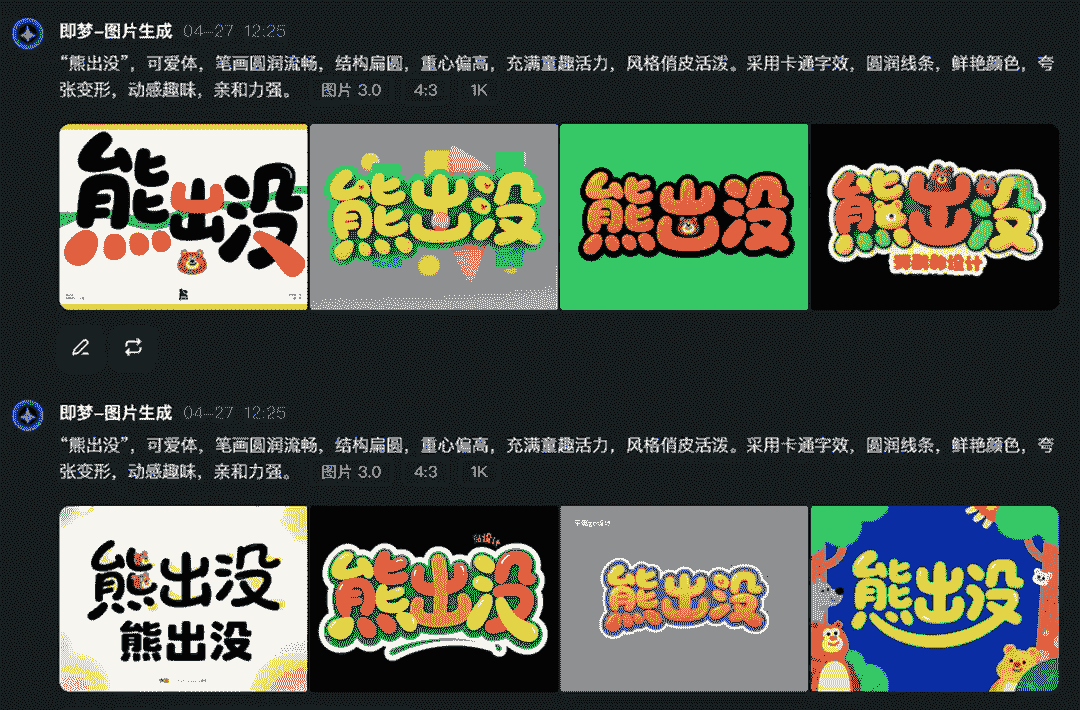 即梦-图片生成 04-27 12:25
“熊出没”，可爱体，笔画圆润流畅，结构扁圆，重心偏高，充满童趣活力，风格俏皮活泼。采用卡通字效，圆润线条，鲜艳颜色，夸
张变形，动感趣味，亲和力强。 图片 3.0 4:3 1K
熊出没
熊出没
熊出没
熊出没
即梦-图片生成 04-27 12:25
“熊出没”，可爱体，笔画圆润流畅，结构扁圆，重心偏高，充满童趣活力，风格俏皮活泼。采用卡通字效，圆润线条，鲜艳颜色，夸
张变形，动感趣味，亲和力强。 图片 3.0 4:3 1K
熊出没
熊出没
熊出没
熊出没
熊出没